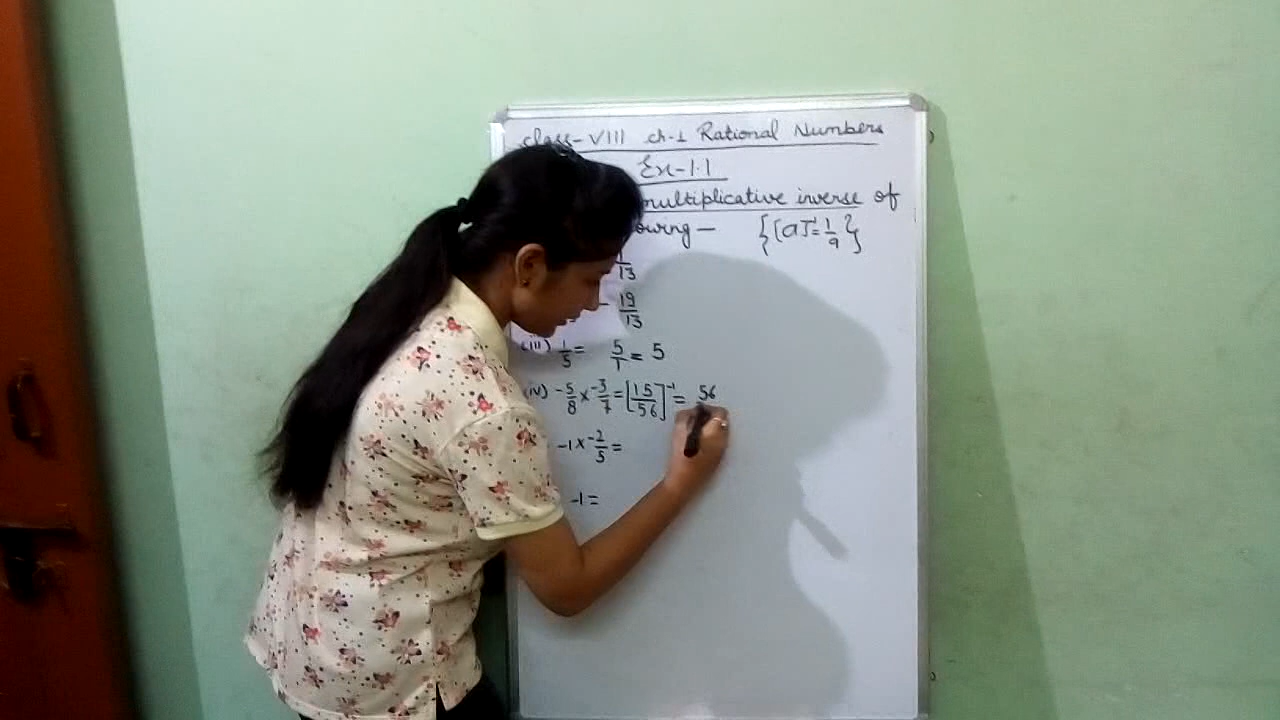 class-VIII ch-1 Rational Numbers
Ex-1.1
multiplicative inverse of
owing — {[a]⁻¹=1/a}
1/13
- 19/13
(iii) 1/5 = 5/1 = 5
(iv) -5/8 × -3/7 = [15/56]⁻¹ = 56
-1 × -2/5 =
-1 =